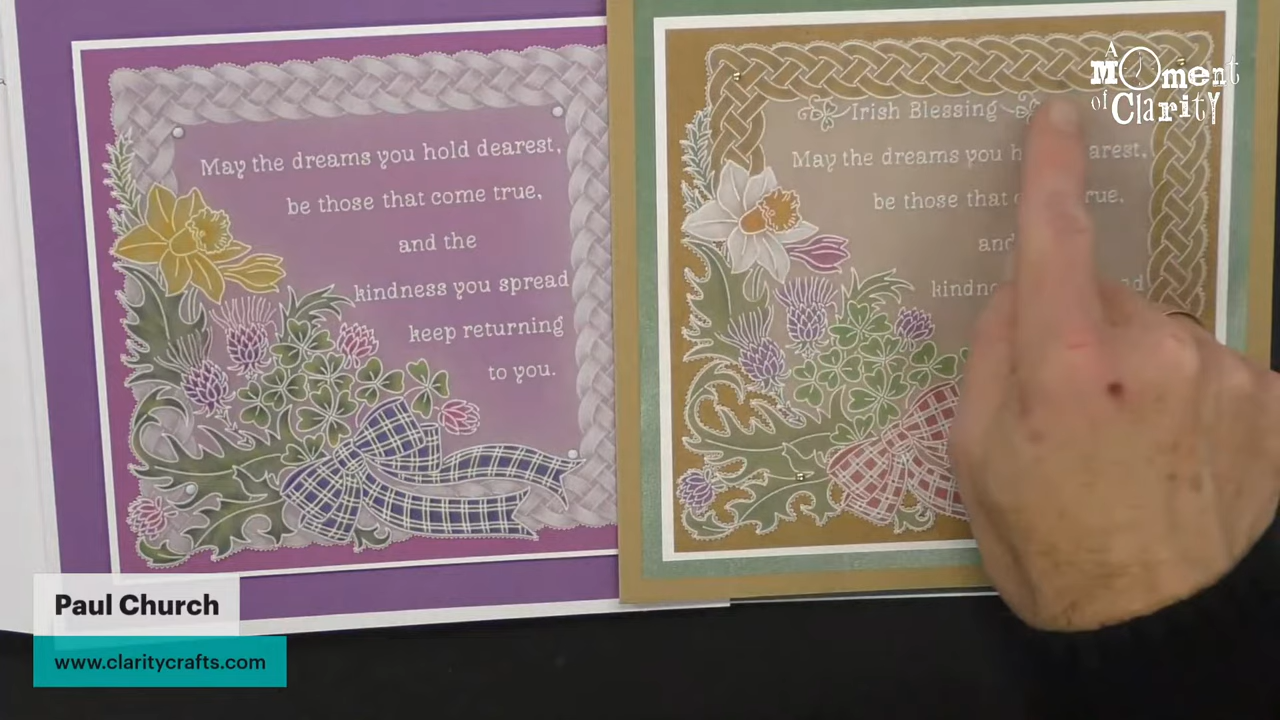 May the dreams you hold dearest,
be those that come true,
and the
kindness you spread
keep returning
to you.
Irish Blessing
May the dreams you h arest,
be those that rue,
and
A
Moment
of Clarity
Paul Church
www.claritycrafts.com